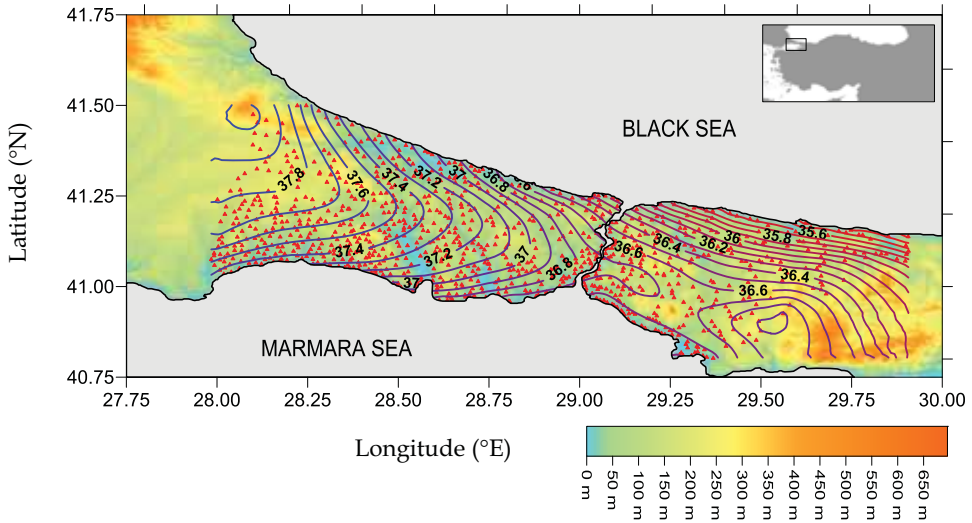 41.75
41.50
41.25
41.00
40.75
Latitude (°N)
BLACK SEA
MARMARA SEA
37.8
37.6
37.4
37.2
37
36.8
37.4
37.2
37
37
36.8
36.6
36.4
36.2
36
35.8
35.6
36.6
36.4
27.75 28.00 28.25 28.50 28.75 29.00 29.25 29.50 29.75 30.00
Longitude (°E)
0 m
50 m
100 m
150 m
200 m
250 m
300 m
350 m
400 m
450 m
500 m
550 m
600 m
650 m